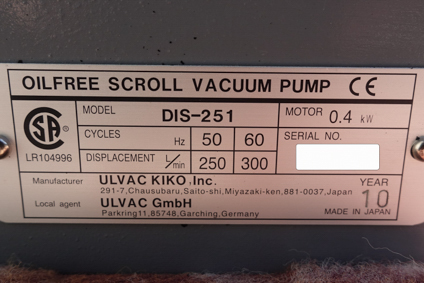 OILFREE SCROLL VACUUM PUMP CE
CSA
LR104996
MODEL DIS-251 MOTOR 0.4 kW
CYCLES Hz 50 60 SERIAL NO.
DISPLACEMENT L/min 250 300
Manufacturer ULVAC KIKO, Inc.
291-7,Chausubaru,Saito-shi,Miyazaki-ken,881-0037,Japan
Local agent ULVAC GmbH
Parkring11,85748,Garching,Germany
YEAR
10
MADE IN JAPAN